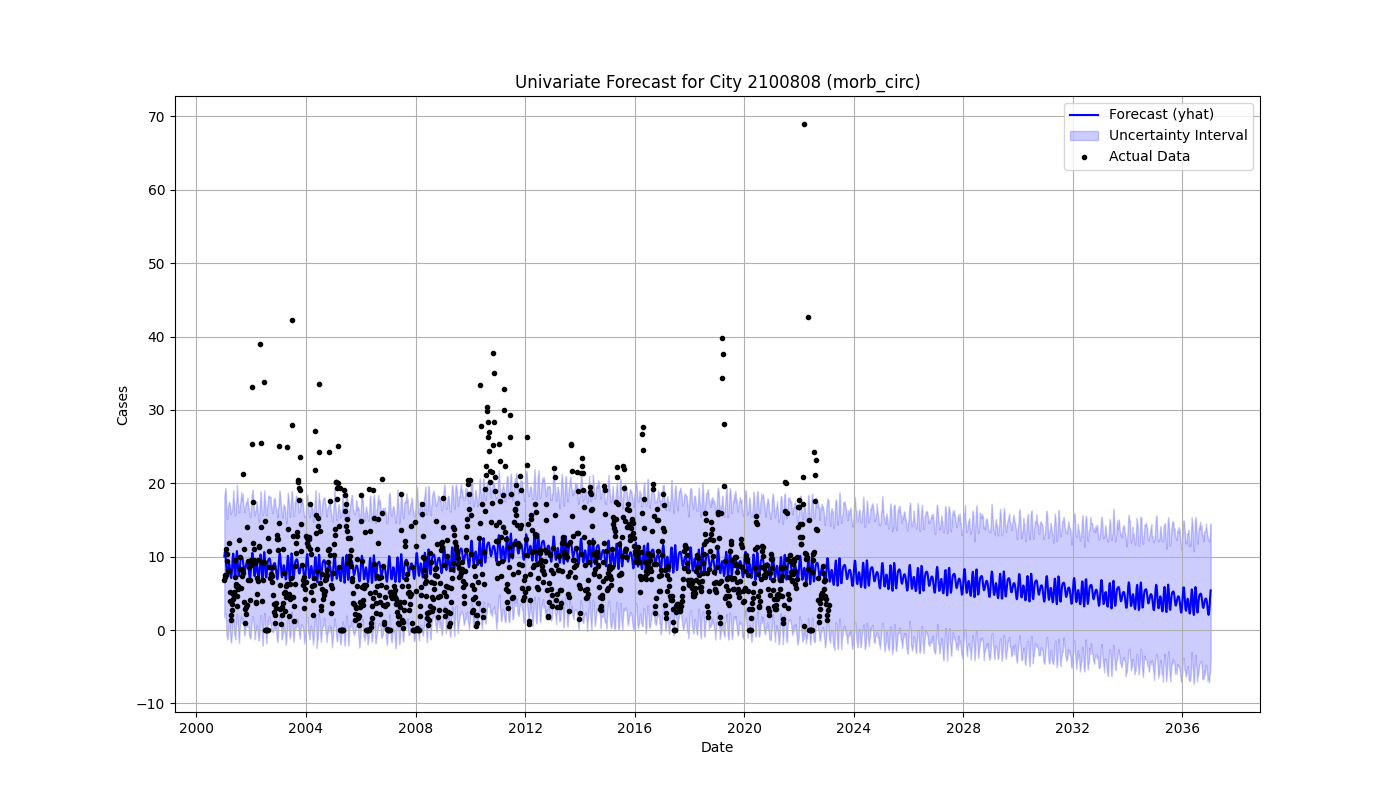 Univariate Forecast for City 2100808 (morb_circ)
Forecast (yhat)
Uncertainty Interval
Actual Data
Cases
70
60
50
40
30
20
10
0
−10
2000 2004 2008 2012 2016 2020 2024 2028 2032 2036
Date